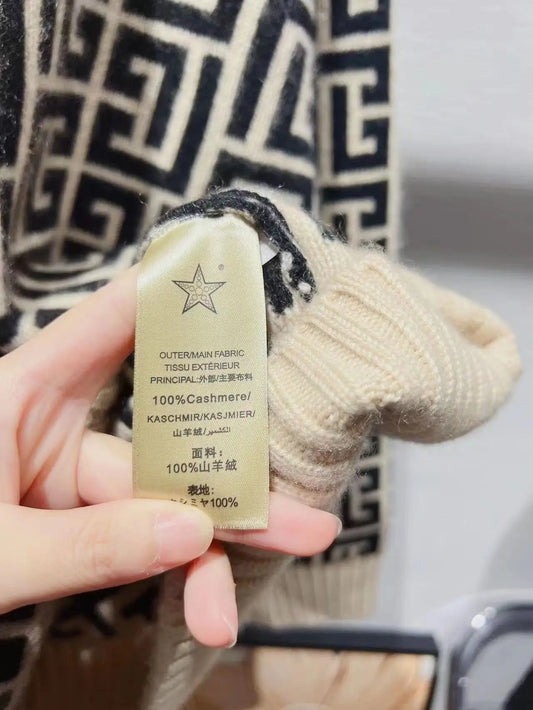 ®
OUTER/MAIN FABRIC
TISSU EXTÉRIEUR
PRINCIPAL:外部/主要布料
100%Cashmere/
KASCHMIR/KASJMIER/
山羊绒/الكشمير/
面料:
100%山羊絨
表地:
カシミヤ100%